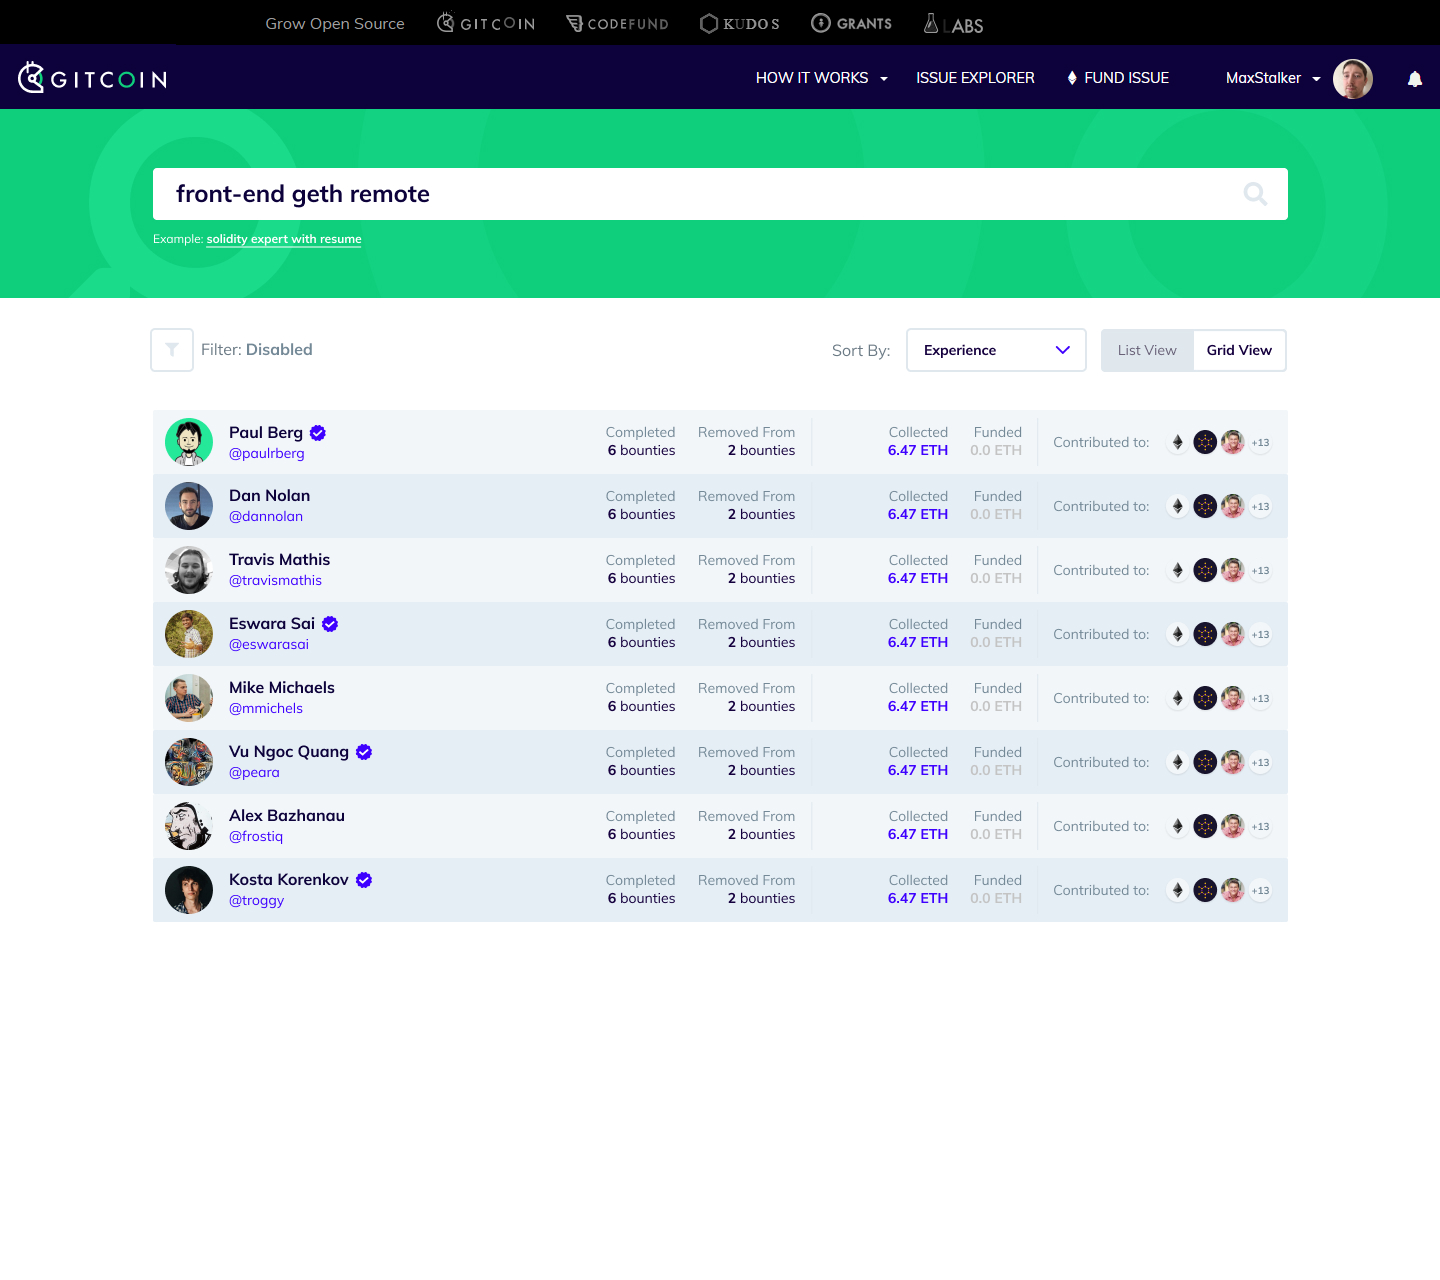 Grow Open Source GITCOIN CODEFUND KUDOS GRANTS LABS
GITCOIN HOW IT WORKS ISSUE EXPLORER FUND ISSUE MaxStalker
front-end geth remote
Example: solidity expert with resume
Filter: Disabled Sort By: Experience List View Grid View
Paul Berg Completed Removed From Collected Funded Contributed to: +13
@paulrberg 6 bounties 2 bounties 6.47 ETH 0.0 ETH
Dan Nolan Completed Removed From Collected Funded Contributed to: +13
@dannolan 6 bounties 2 bounties 6.47 ETH 0.0 ETH
Travis Mathis Completed Removed From Collected Funded Contributed to: +13
@travismathis 6 bounties 2 bounties 6.47 ETH 0.0 ETH
Eswara Sai Completed Removed From Collected Funded Contributed to: +13
@eswarasai 6 bounties 2 bounties 6.47 ETH 0.0 ETH
Mike Michaels Completed Removed From Collected Funded Contributed to: +13
@mmichels 6 bounties 2 bounties 6.47 ETH 0.0 ETH
Vu Ngoc Quang Completed Removed From Collected Funded Contributed to: +13
@peara 6 bounties 2 bounties 6.47 ETH 0.0 ETH
Alex Bazhanau Completed Removed From Collected Funded Contributed to: +13
@frostiq 6 bounties 2 bounties 6.47 ETH 0.0 ETH
Kosta Korenkov Completed Removed From Collected Funded Contributed to: +13
@troggy 6 bounties 2 bounties 6.47 ETH 0.0 ETH